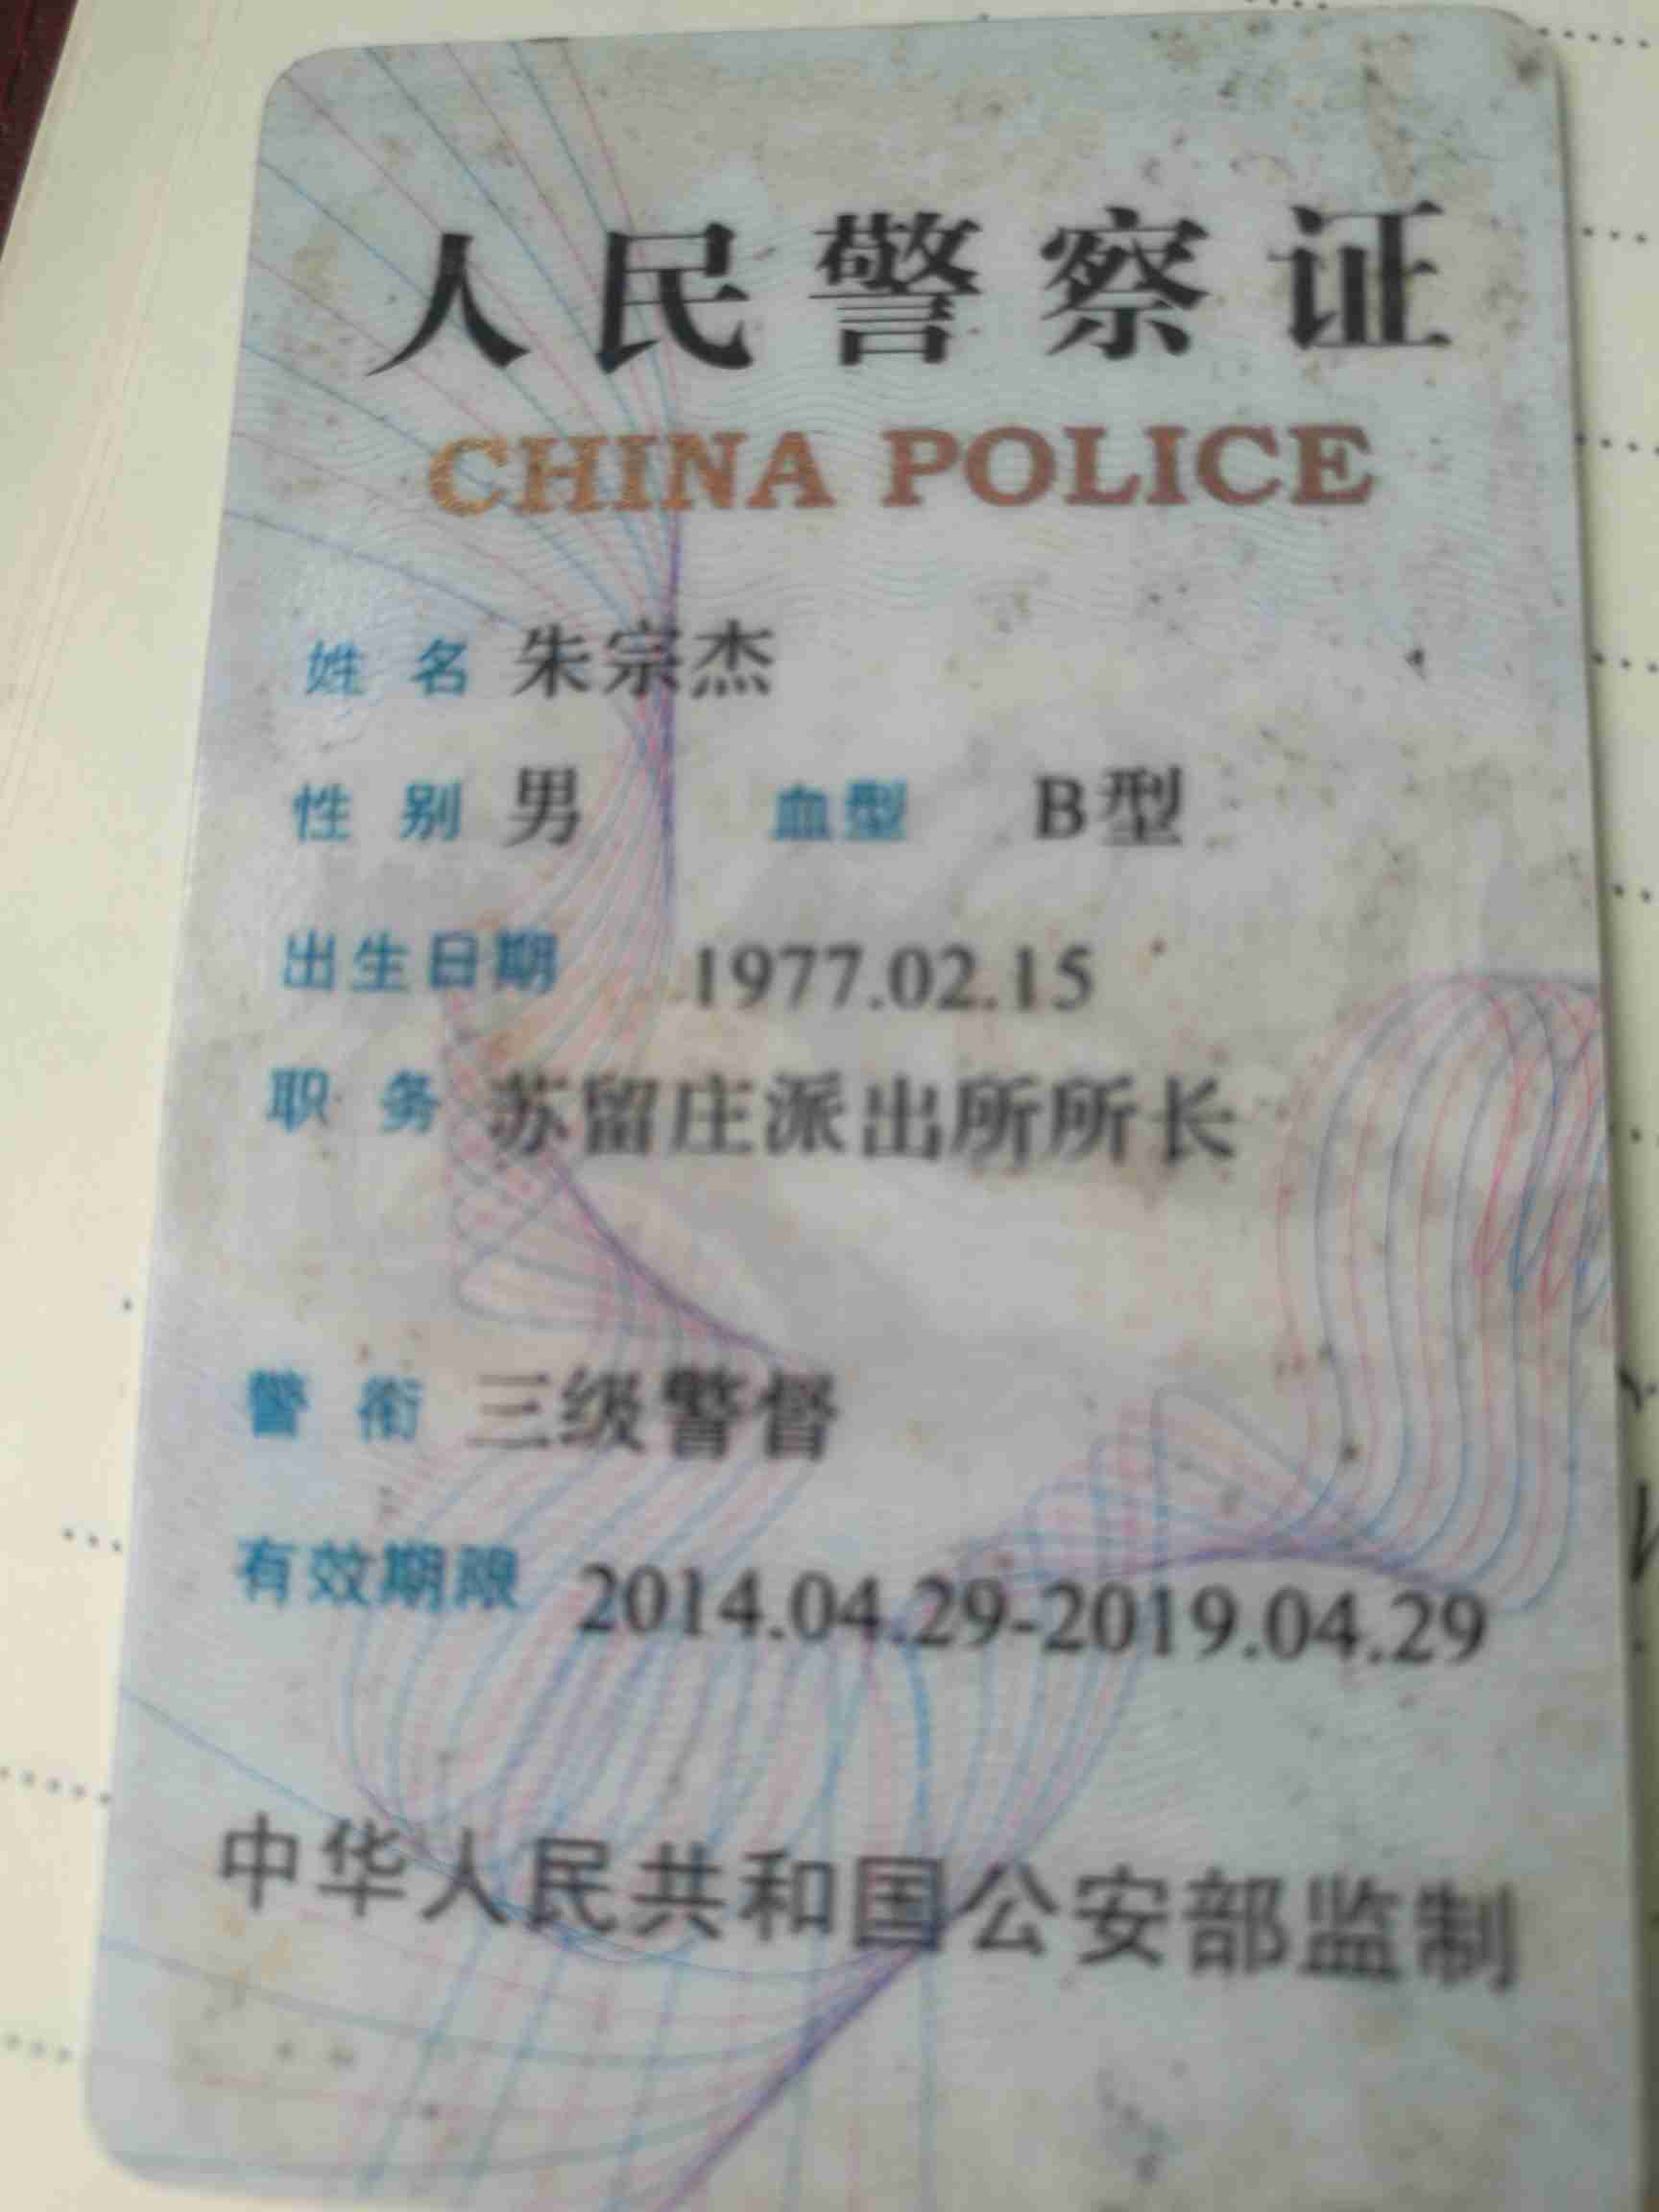 人民警察证
CHINA POLICE
姓 名 朱宗杰
性 别 男 血型 B型
出生日期 1977.02.15
职 务 苏留庄派出所所长
警 衔 三级警督
有效期限 2014.04.29-2019.04.29
中华人民共和国公安部监制